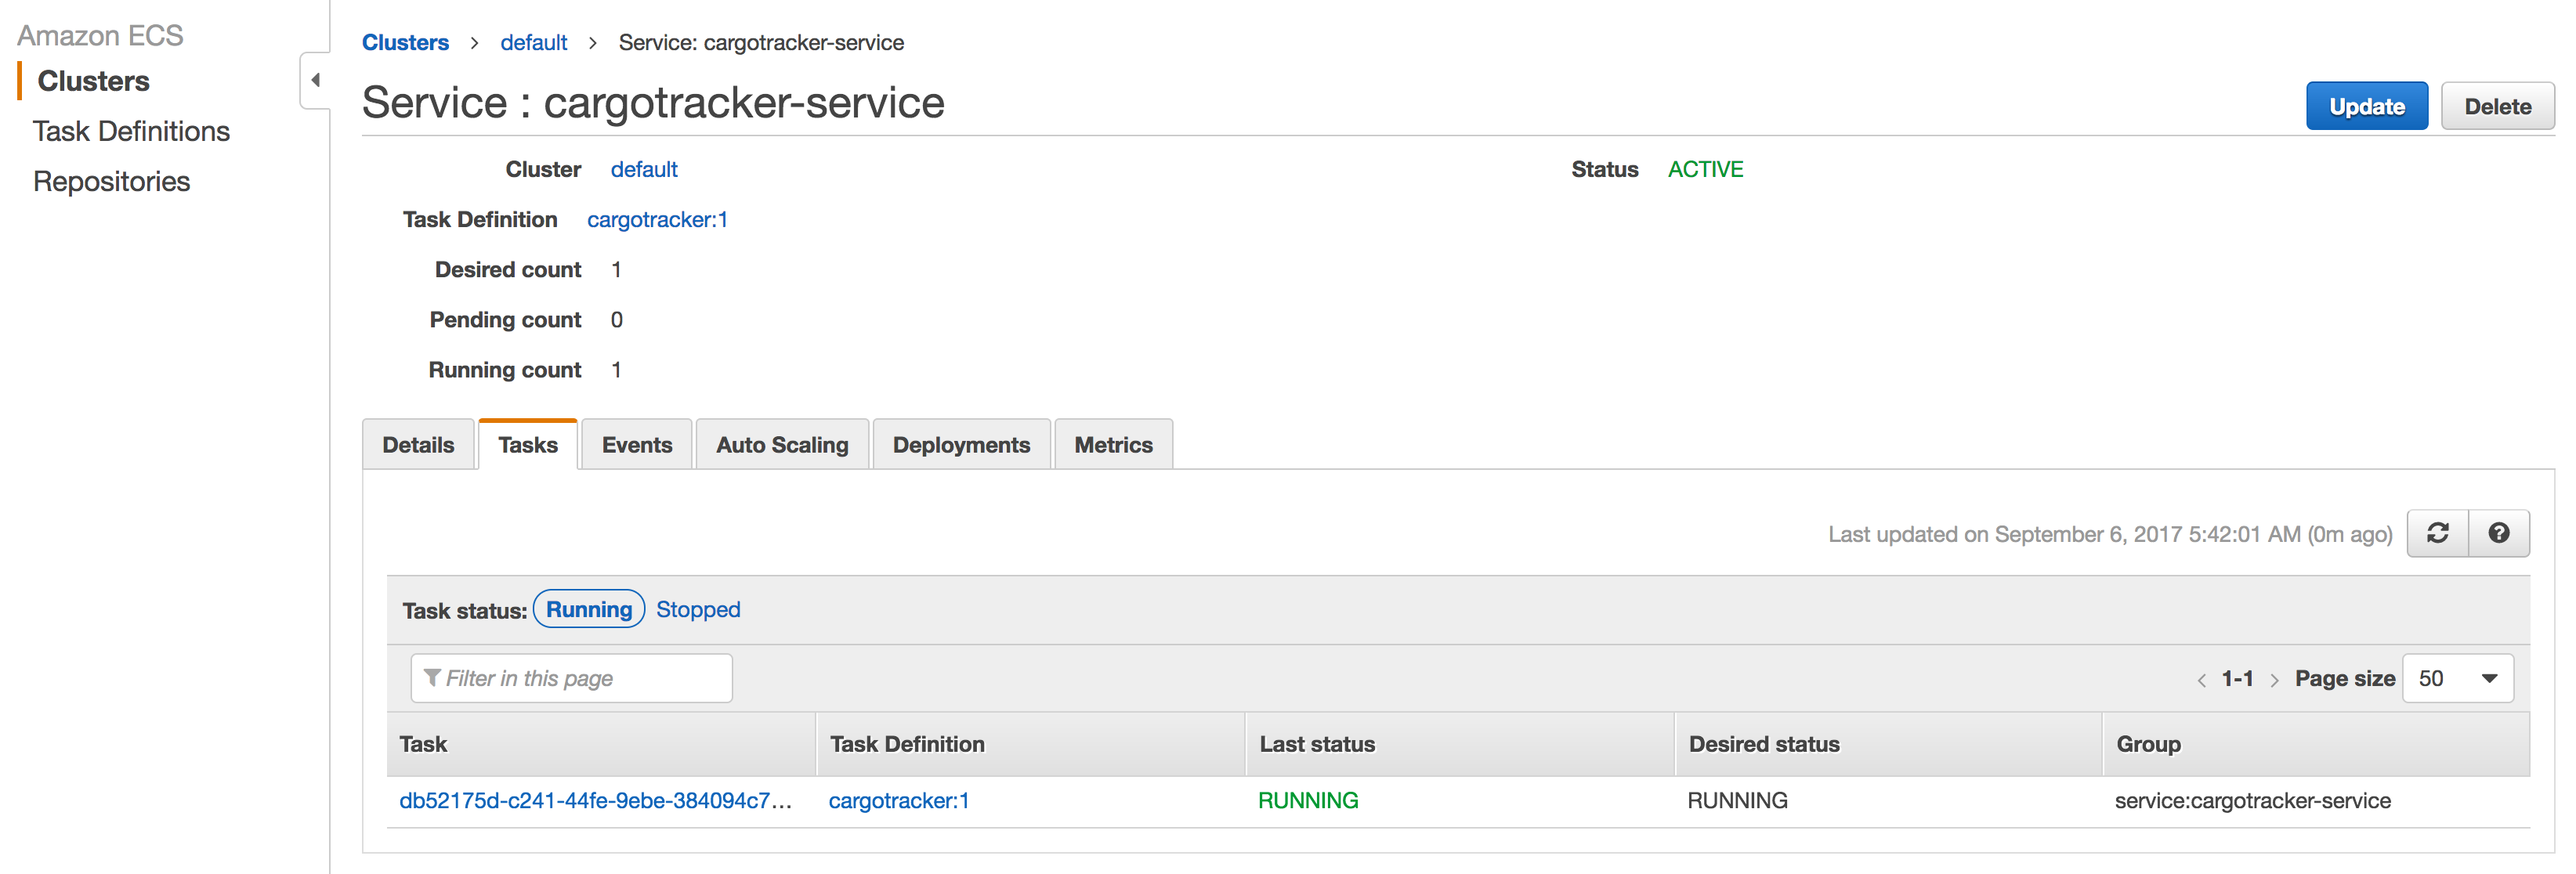 Amazon ECS
Clusters
Task Definitions
Repositories
Clusters > default > Service: cargotracker-service
Service : cargotracker-service
Update Delete
Cluster default
Status ACTIVE
Task Definition cargotracker:1
Desired count 1
Pending count 0
Running count 1
Details Tasks Events Auto Scaling Deployments Metrics
Last updated on September 6, 2017 5:42:01 AM (0m ago)
Task status: Running Stopped
Filter in this page
< 1-1 > Page size 50
Task Task Definition Last status Desired status Group
db52175d-c241-44fe-9ebe-384094c7... cargotracker:1 RUNNING RUNNING service:cargotracker-service